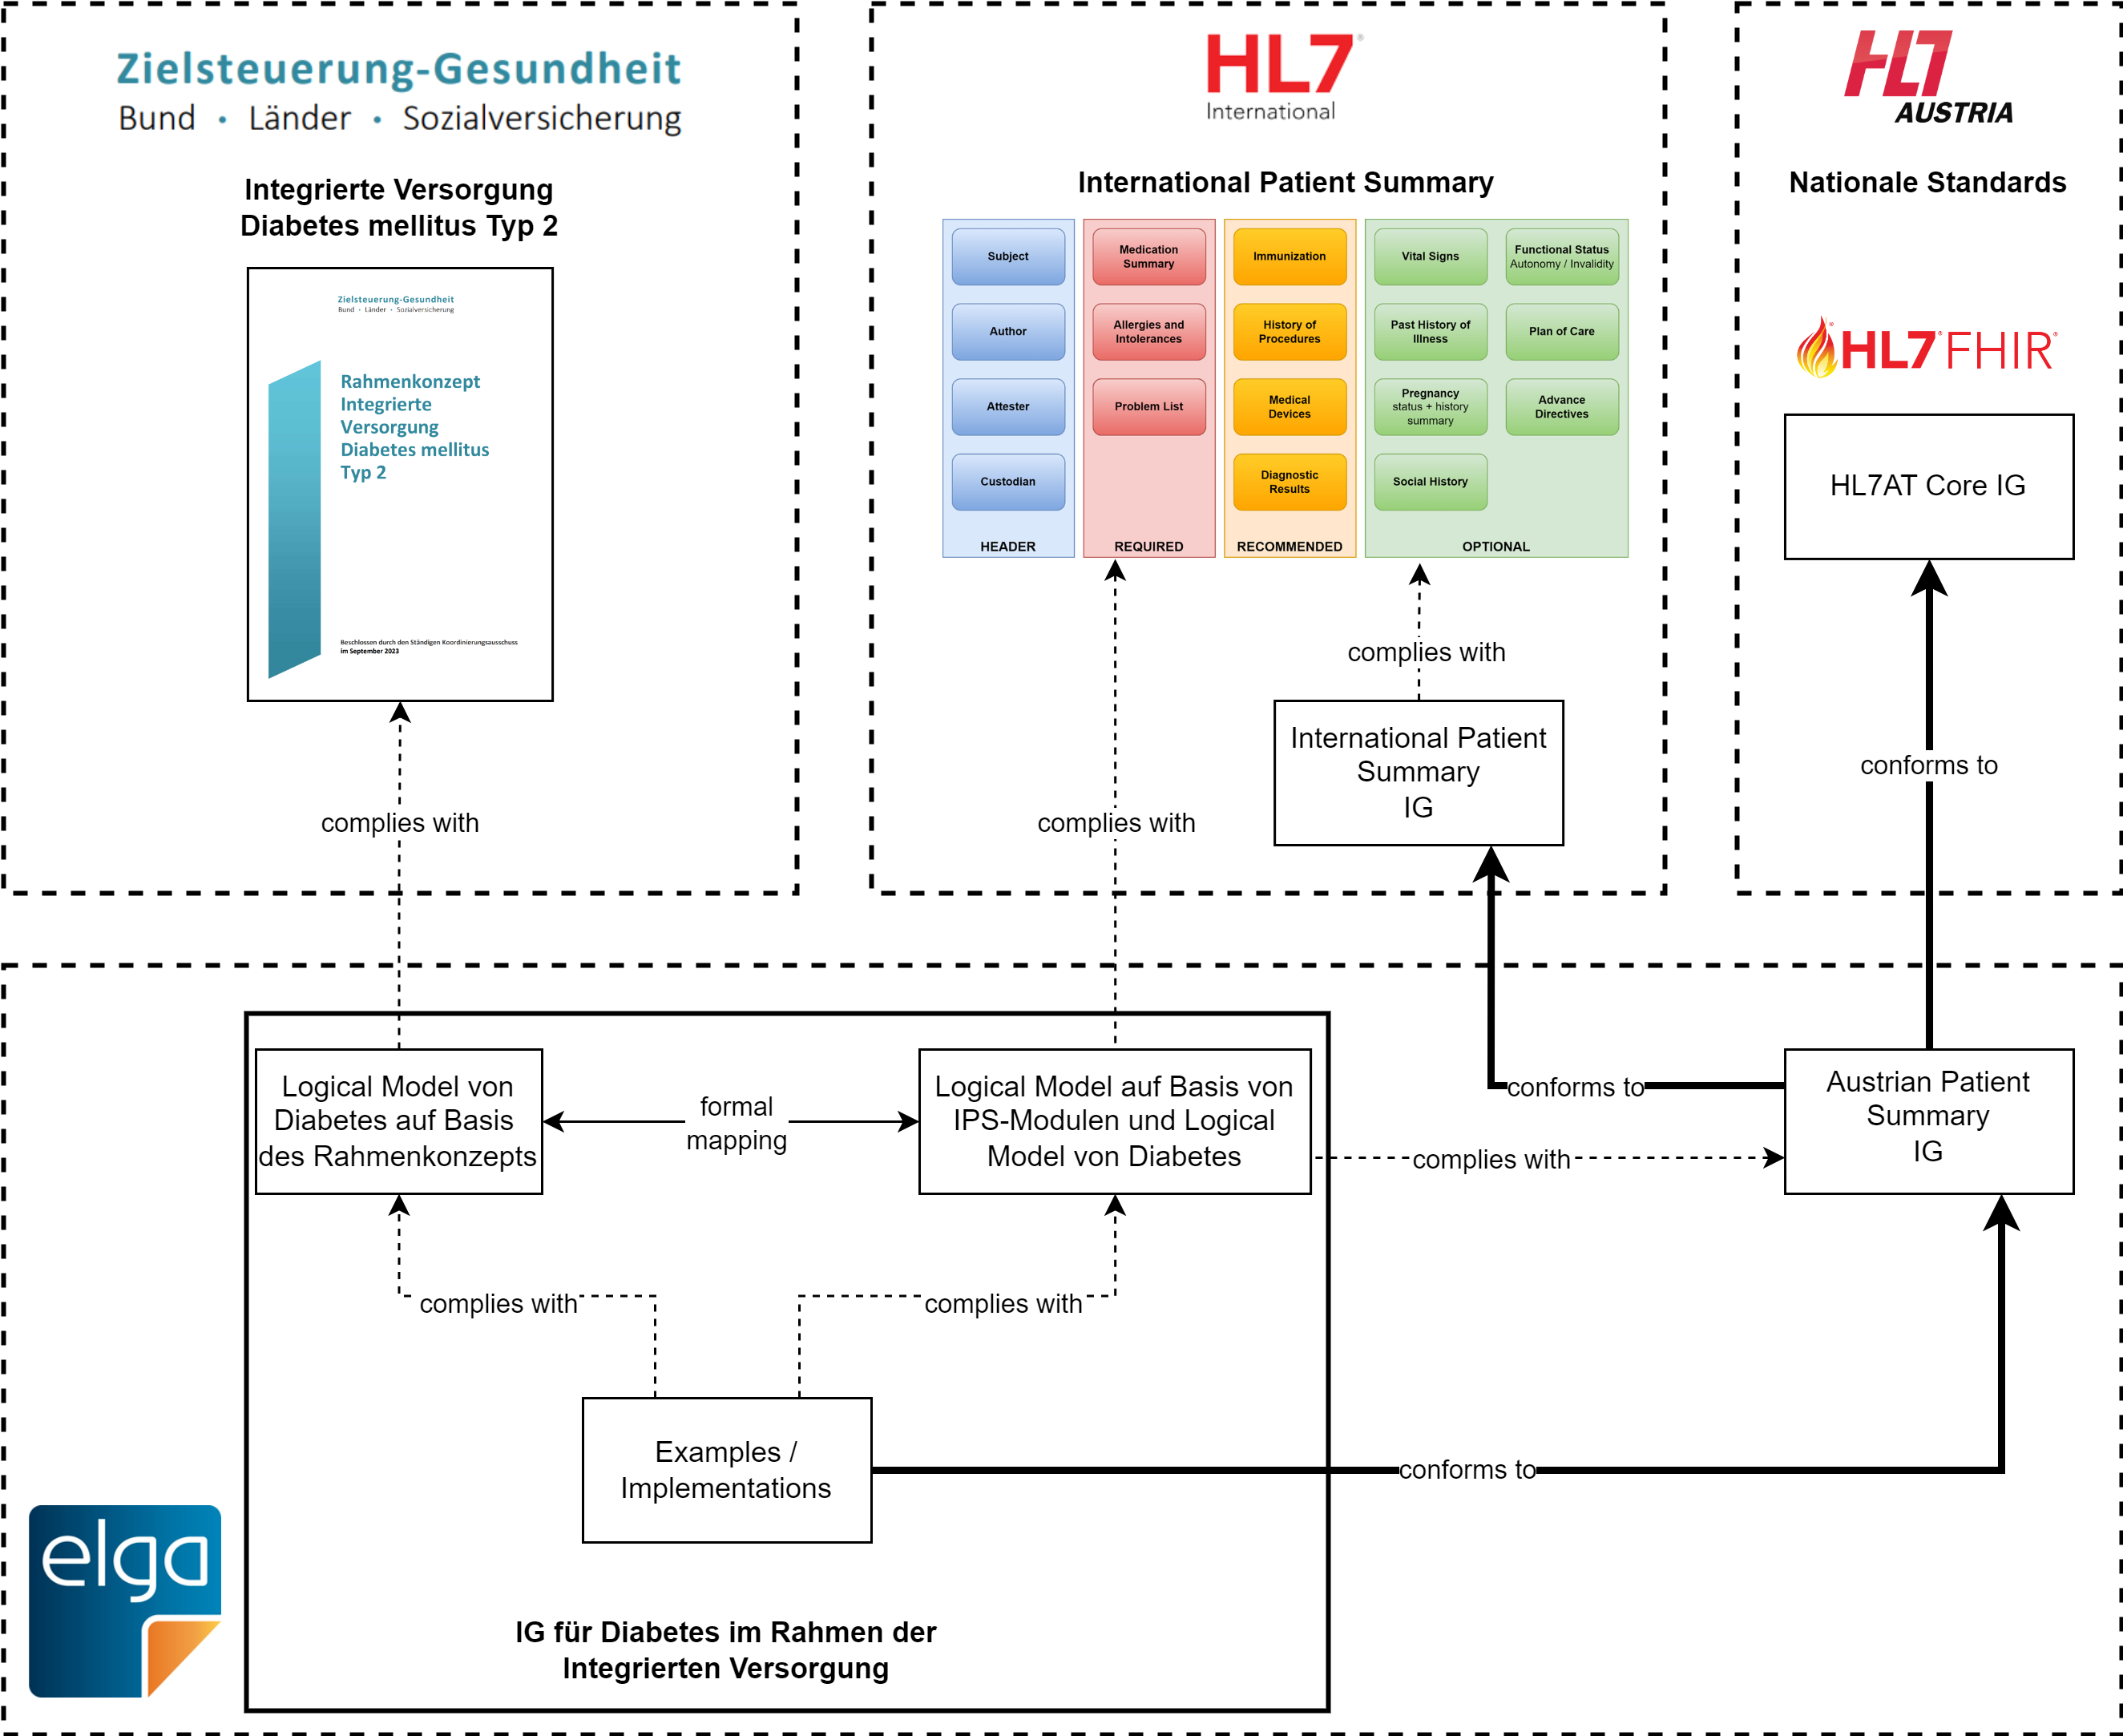 Zielsteuerung-Gesundheit
Bund • Länder • Sozialversicherung
Integrierte Versorgung
Diabetes mellitus Typ 2
Zielsteuerung-Gesundheit
Bund • Länder • Sozialversicherung
Rahmenkonzept
Integrierte
Versorgung
Diabetes mellitus
Typ 2
Beschlossen durch den Ständigen Koordinierungsausschuss
im September 2023
complies with
HL7®
International
International Patient Summary
Subject
Author
Attester
Custodian
HEADER
Medication
Summary
Allergies and
Intolerances
Problem List
REQUIRED
Immunization
History of
Procedures
Medical
Devices
Diagnostic
Results
RECOMMENDED
Vital Signs
Past History of
Illness
Pregnancy
status + history
summary
Social History
Functional Status
Autonomy / Invalidity
Plan of Care
Advance
Directives
OPTIONAL
complies with
complies with
International Patient
Summary
IG
HL7
AUSTRIA
Nationale Standards
HL7® FHIR®
HL7AT Core IG
conforms to
Logical Model von
Diabetes auf Basis
des Rahmenkonzepts
formal
mapping
Logical Model auf Basis von
IPS-Modulen und Logical
Model von Diabetes
conforms to
complies with
Austrian Patient
Summary
IG
complies with
complies with
Examples /
Implementations
conforms to
elga
IG für Diabetes im Rahmen der
Integrierten Versorgung